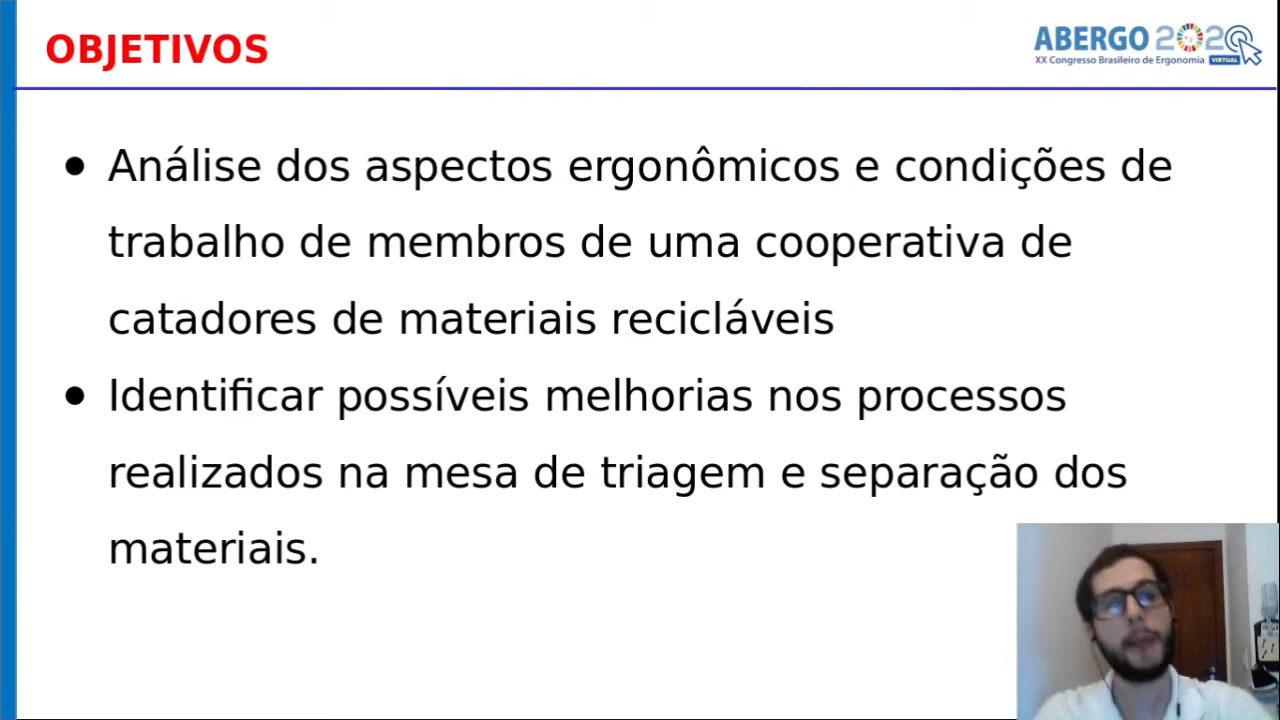 OBJETIVOS
ABERGO 2020
XX Congresso Brasileiro de Ergonomia VIRTUAL
• Análise dos aspectos ergonômicos e condições de
trabalho de membros de uma cooperativa de
catadores de materiais recicláveis
• Identificar possíveis melhorias nos processos
realizados na mesa de triagem e separação dos
materiais.